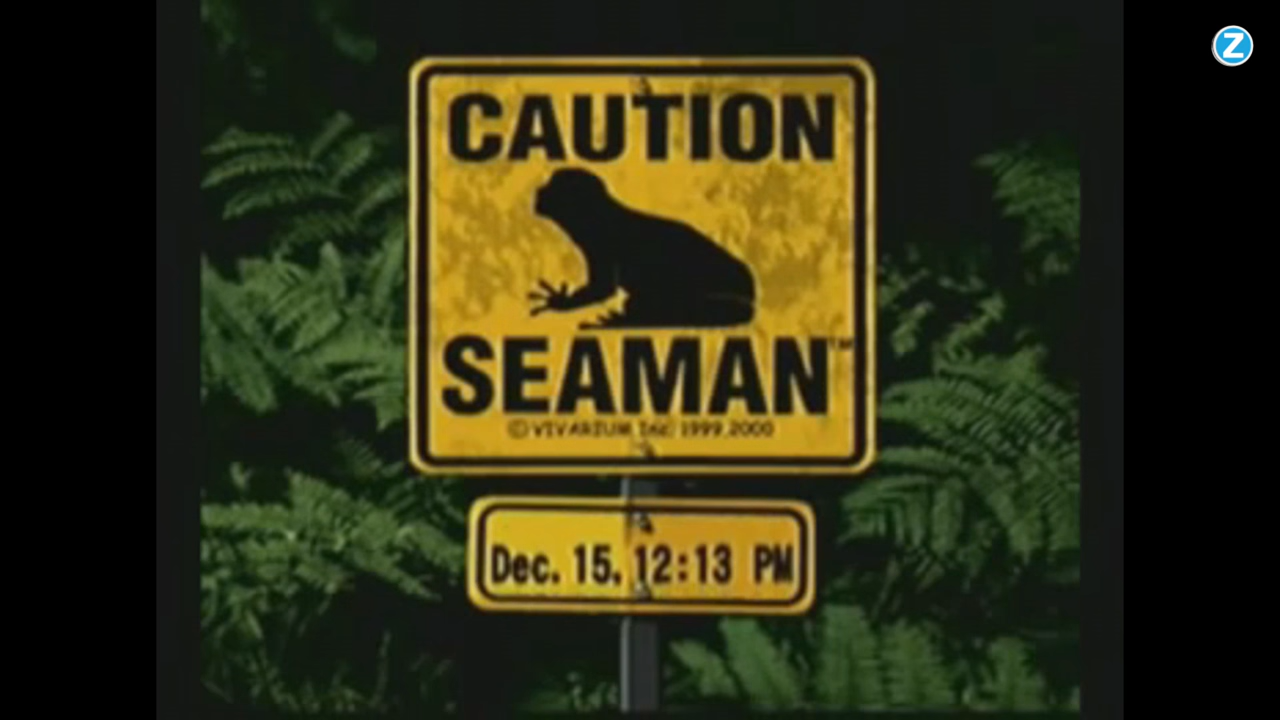 Z
CAUTION
SEAMAN™
© VIVARIUM Inc. 1999,2000
Dec. 15, 12:13 PM